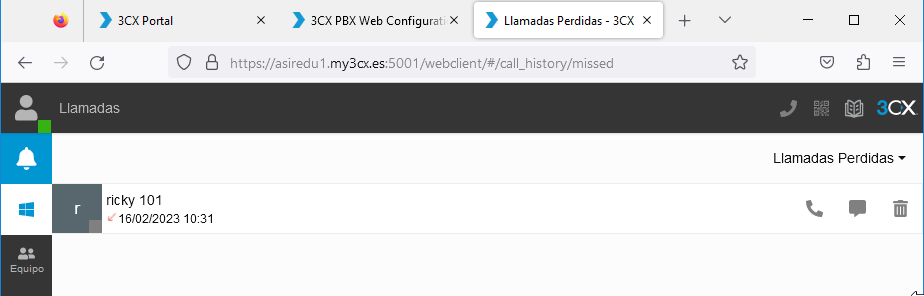 3CX Portal
3CX PBX Web Configurati
Llamadas Perdidas - 3CX
https://asiredu1.my3cx.es:5001/webclient/#/call_history/missed
Llamadas
3CX
Llamadas Perdidas
r
ricky 101
16/02/2023 10:31
Equipo